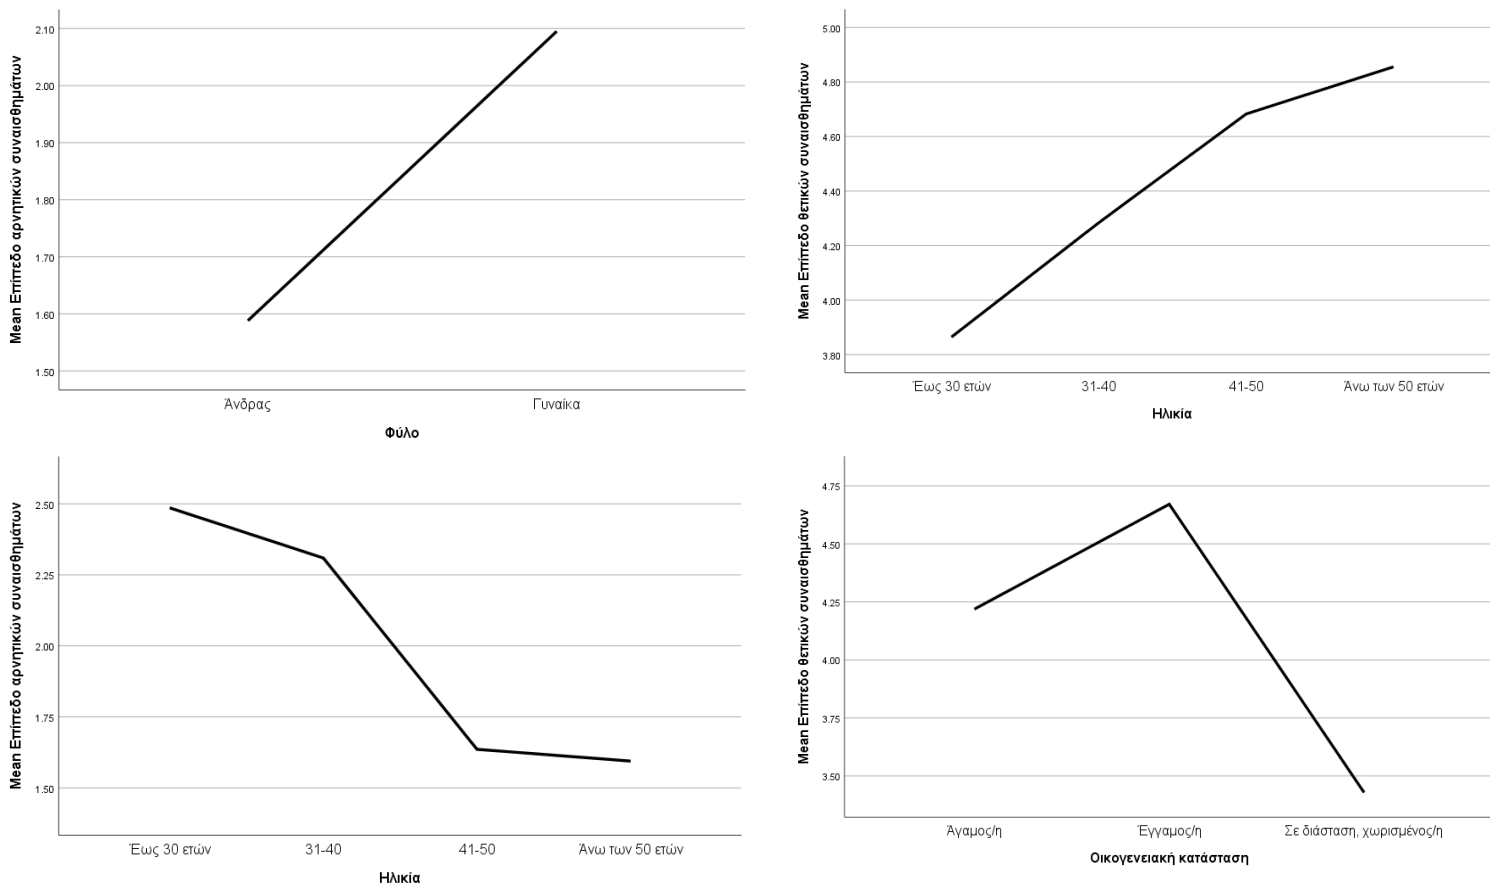 Mean Επίπεδο αρνητικών συναισθημάτων
2.10
2.00
1.90
1.80
1.70
1.60
1.50
Άνδρας Γυναίκα
Φύλο
Mean Επίπεδο θετικών συναισθημάτων
5.00
4.80
4.60
4.40
4.20
4.00
3.80
Έως 30 ετών 31-40 41-50 Άνω των 50 ετών
Ηλικία
Mean Επίπεδο αρνητικών συναισθημάτων
2.50
2.25
2.00
1.75
1.50
Έως 30 ετών 31-40 41-50 Άνω των 50 ετών
Ηλικία
Mean Επίπεδο θετικών συναισθημάτων
4.75
4.50
4.25
4.00
3.75
3.50
Άγαμος/η Έγγαμος/η Σε διάσταση, χωρισμένος/η
Οικογενειακή κατάσταση